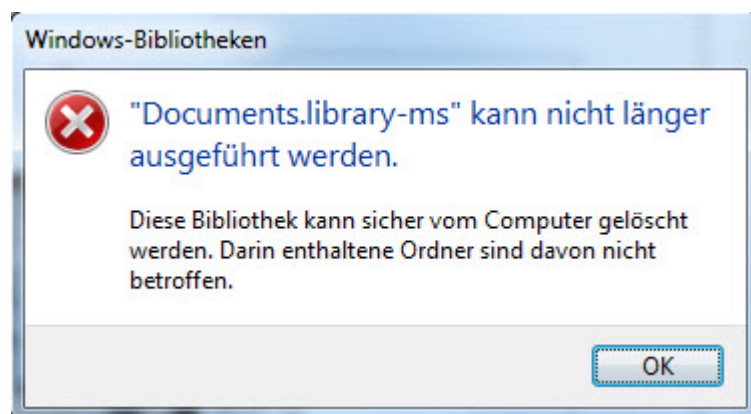 Windows-Bibliotheken
"Documents.library-ms" kann nicht länger
ausgeführt werden.
Diese Bibliothek kann sicher vom Computer gelöscht
werden. Darin enthaltene Ordner sind davon nicht
betroffen.
OK